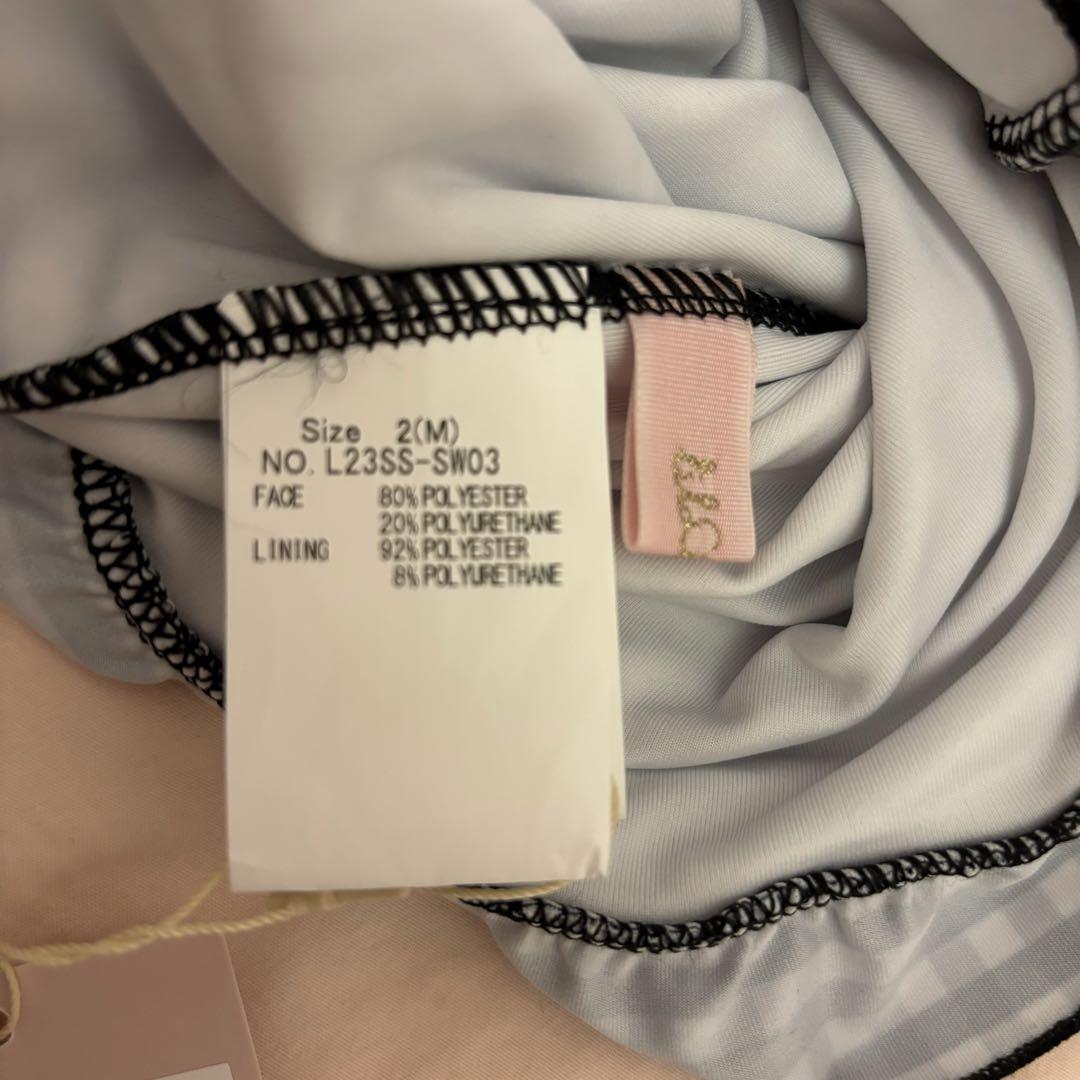 Size 2(M)
NO. L23SS-SW03
FACE 80% POLYESTER
20% POLYURETHANE
LINING 92% POLYESTER
8% POLYURETHANE